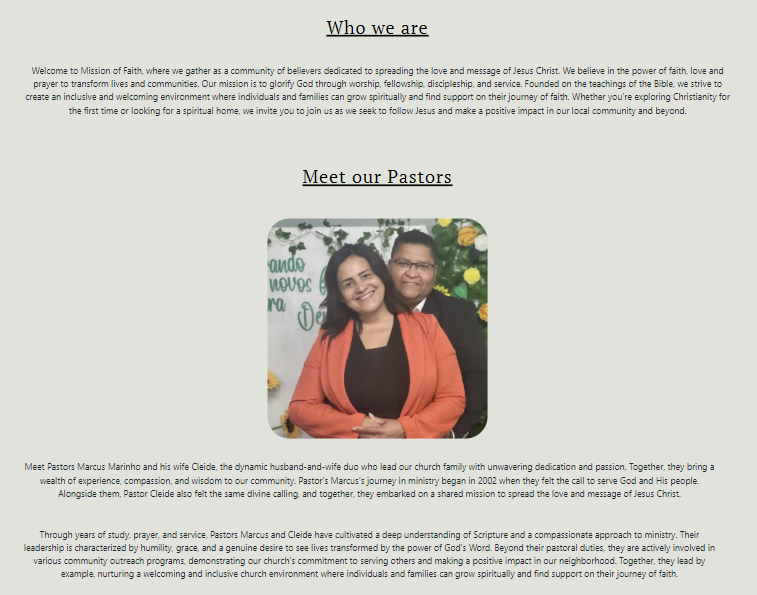 Who we are
Welcome to Mission of Faith, where we gather as a community of believers dedicated to spreading the love and message of Jesus Christ. We believe in the power of faith, love and
prayer to transform lives and communities. Our mission is to glorify God through worship, fellowship, discipleship, and service. Founded on the teachings of the Bible, we strive to
create an inclusive and welcoming environment where individuals and families can grow spiritually and find support on their journey of faith. Whether you're exploring Christianity for
the first time or looking for a spiritual home, we invite you to join us as we seek to follow Jesus and make a positive impact in our local community and beyond.
Meet our Pastors
ando
novos
ra
De
Meet Pastors Marcus Marinho and his wife Cleide, the dynamic husband-and-wife duo who lead our church family with unwavering dedication and passion. Together, they bring a
wealth of experience, compassion, and wisdom to our community. Pastor's Marcus's journey in ministry began in 2002 when they felt the call to serve God and His people.
Alongside them, Pastor Cleide also felt the same divine calling, and together, they embarked on a shared mission to spread the love and message of Jesus Christ.
Through years of study, prayer, and service, Pastors Marcus and Cleide have cultivated a deep understanding of Scripture and a compassionate approach to ministry. Their
leadership is characterized by humility, grace, and a genuine desire to see lives transformed by the power of God's Word. Beyond their pastoral duties, they are actively involved in
various community outreach programs, demonstrating our church's commitment to serving others and making a positive impact in our neighborhood. Together, they lead by
example, nurturing a welcoming and inclusive church environment where individuals and families can grow spiritually and find support on their journey of faith.